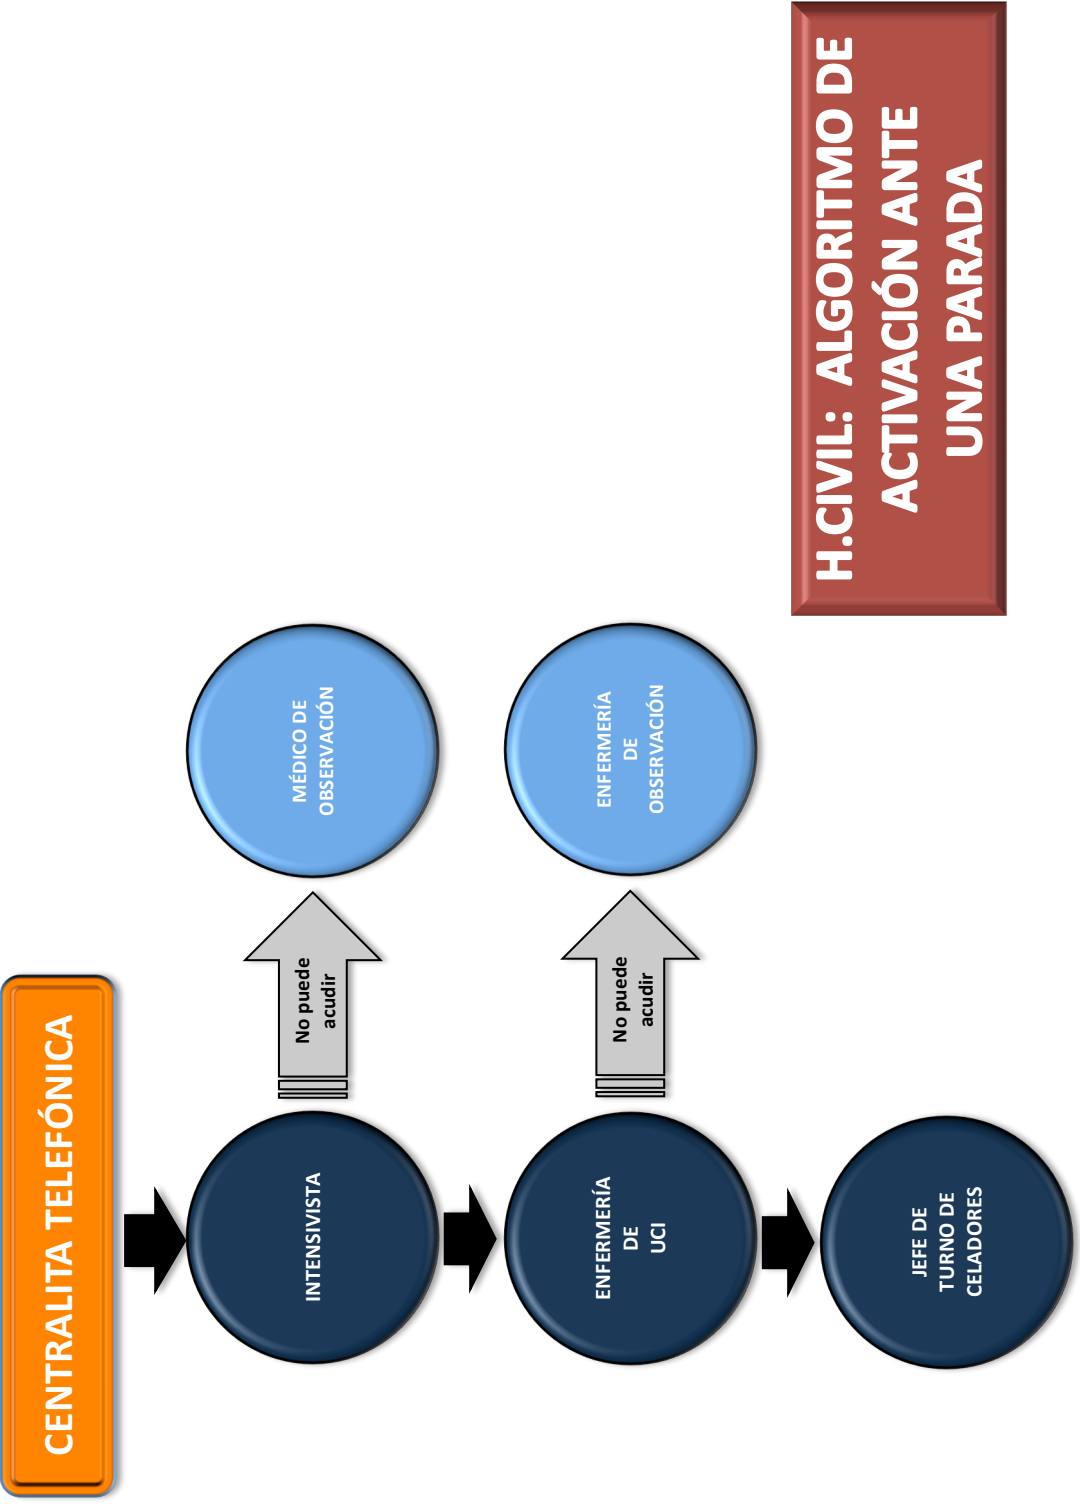 CENTRALITA TELEFÓNICA
INTENSIVISTA
No puede
acudir
MÉDICO DE
OBSERVACIÓN
ENFERMERÍA
DE
UCI
No puede
acudir
ENFERMERÍA
DE
OBSERVACIÓN
JEFE DE
TURNO DE
CELADORES
H.CIVIL: ALGORITMO DE
ACTIVACIÓN ANTE
UNA PARADA